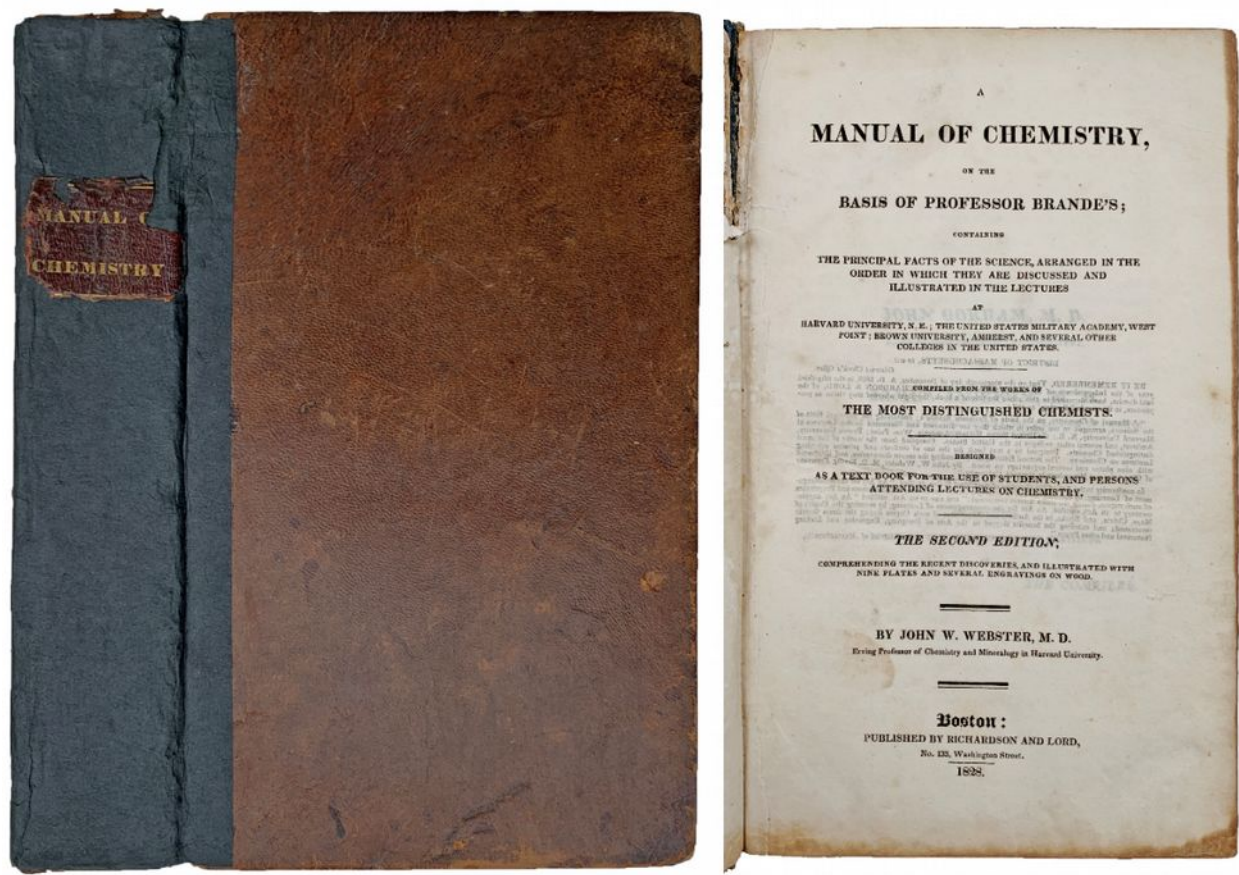 MANUAL O
CHEMISTRY
A
MANUAL OF CHEMISTRY,
ON THE
BASIS OF PROFESSOR BRANDE'S;
CONTAINING
THE PRINCIPAL FACTS OF THE SCIENCE, ARRANGED IN THE
ORDER IN WHICH THEY ARE DISCUSSED AND
ILLUSTRATED IN THE LECTURES
AT
HARVARD UNIVERSITY, N. E.; THE UNITED STATES MILITARY ACADEMY, WEST
POINT; BROWN UNIVERSITY, AMHERST, AND SEVERAL OTHER
COLLEGES IN THE UNITED STATES.
COMPILED FROM THE WORKS OF
THE MOST DISTINGUISHED CHEMISTS.
DESIGNED
AS A TEXT BOOK FOR THE USE OF STUDENTS, AND PERSONS
ATTENDING LECTURES ON CHEMISTRY.
THE SECOND EDITION,
COMPREHENDING THE RECENT DISCOVERIES, AND ILLUSTRATED WITH
NINE PLATES AND SEVERAL ENGRAVINGS ON WOOD.
BY JOHN W. WEBSTER, M. D.
Erving Professor of Chemistry and Mineralogy in Harvard University.
Boston:
PUBLISHED BY RICHARDSON AND LORD,
No. 133, Washington Street.
1828.